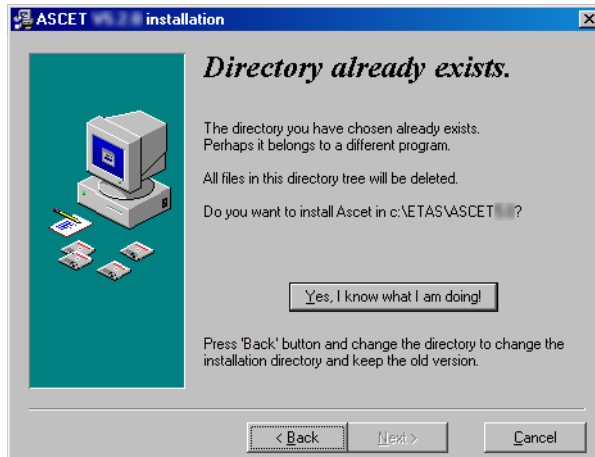 ASCET installation
Directory already exists.
The directory you have chosen already exists.
Perhaps it belongs to a different program.
All files in this directory tree will be deleted.
Do you want to install Ascet in c:\ETAS\ASCET ?
Yes, I know what I am doing!
Press 'Back' button and change the directory to change the
installation directory and keep the old version.
< Back Next > Cancel